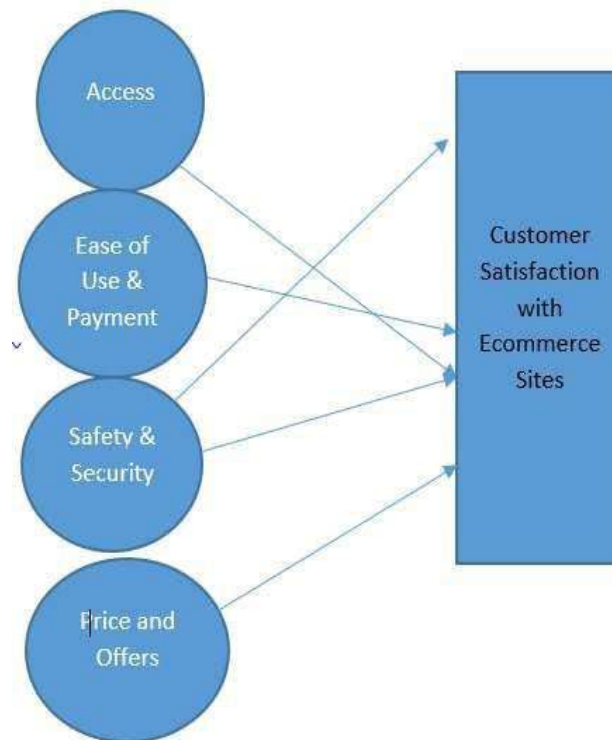 Access
Ease of
Use &
Payment
Safety &
Security
Price and
Offers
Customer
Satisfaction
with
Ecommerce
Sites